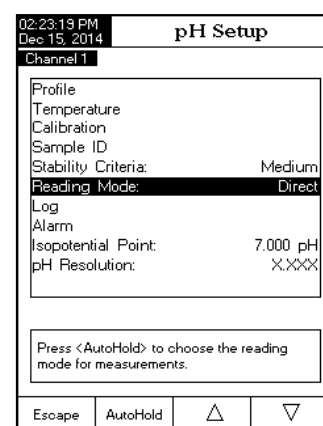 02:23:19 PM
Dec 15, 2014
pH Setup
Channel 1
Profile
Temperature
Calibration
Sample ID
Stability Criteria: Medium
Reading Mode: Direct
Log
Alarm
Isopotential Point: 7.000 pH
pH Resolution: X.XXX
Press <AutoHold> to choose the reading
mode for measurements.
Escape AutoHold △ ▽